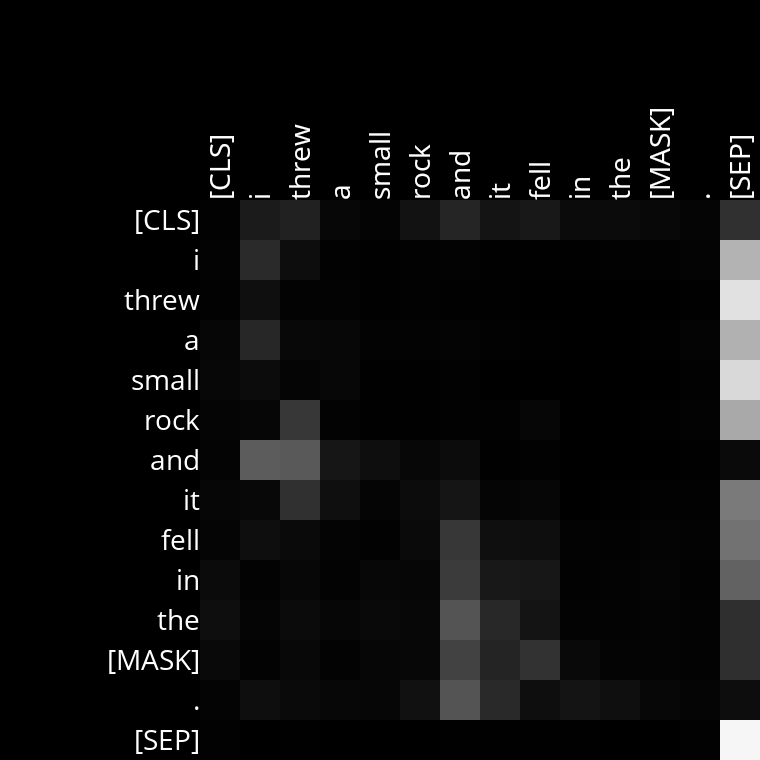 [CLS] i threw a small rock and it fell in the [MASK] . [SEP]
[CLS]
i
threw
a
small
rock
and
it
fell
in
the
[MASK]
.
[SEP]